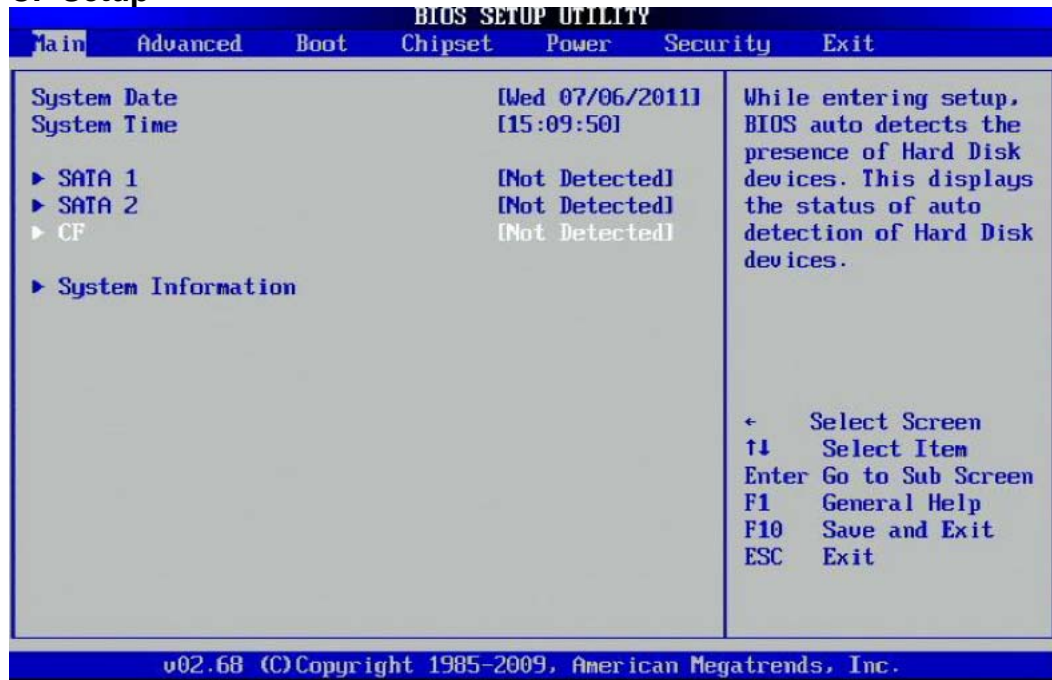 BIOS SETUP UTILITY
Main Advanced Boot Chipset Power Security Exit
System Date [Wed 07/06/2011]
System Time [15:09:50]
▶ SATA 1 [Not Detected]
▶ SATA 2 [Not Detected]
▶ CF [Not Detected]
▶ System Information
While entering setup,
BIOS auto detects the
presence of Hard Disk
devices. This displays
the status of auto
detection of Hard Disk
devices.
← Select Screen
↑↓ Select Item
Enter Go to Sub Screen
F1 General Help
F10 Save and Exit
ESC Exit
v02.68 (C)Copyright 1985-2009, American Megatrends, Inc.